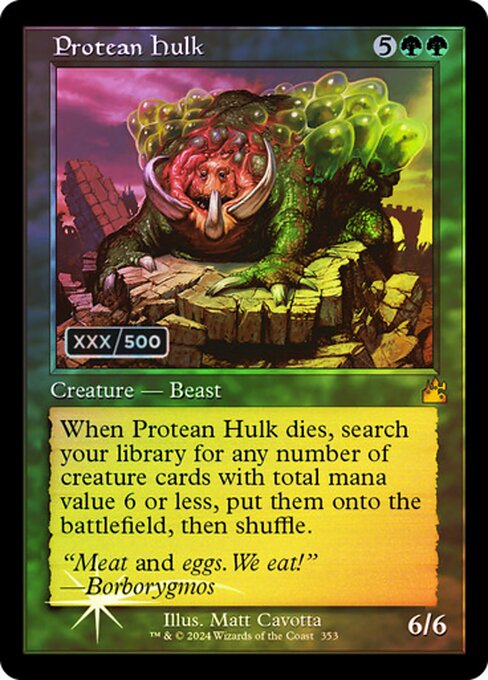 Protean Hulk 5
XXX/500
Creature — Beast
When Protean Hulk dies, search
your library for any number of
creature cards with total mana
value 6 or less, put them onto the
battlefield, then shuffle.
“Meat and eggs. We eat!”
—Borborygmos
Illus. Matt Cavotta
™ & © 2024 Wizards of the Coast 353
6/6